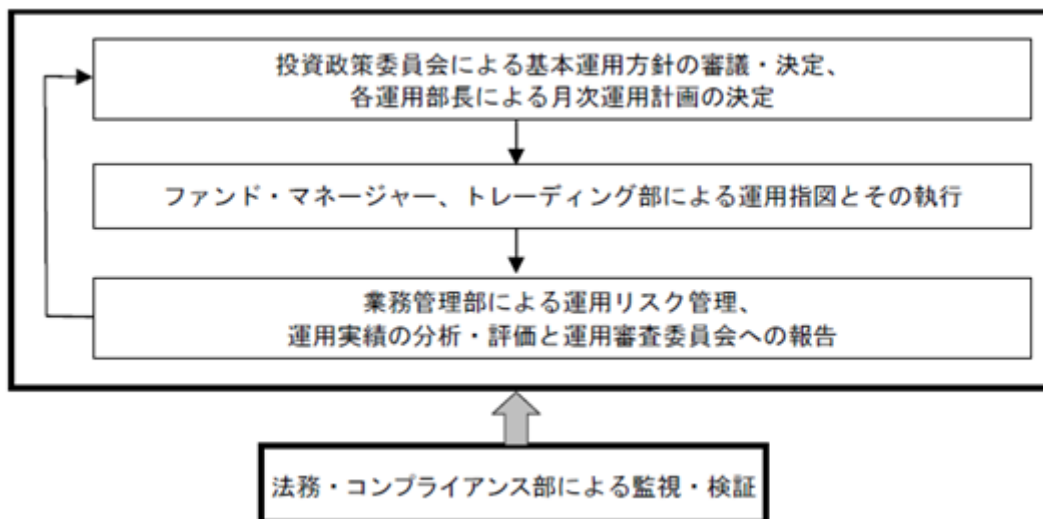 投資政策委員会による基本運用方針の審議・決定、
各運用部長による月次運用計画の決定
ファンド・マネージャー、トレーディング部による運用指図とその執行
業務管理部による運用リスク管理、
運用実績の分析・評価と運用審査委員会への報告
法務・コンプライアンス部による監視・検証